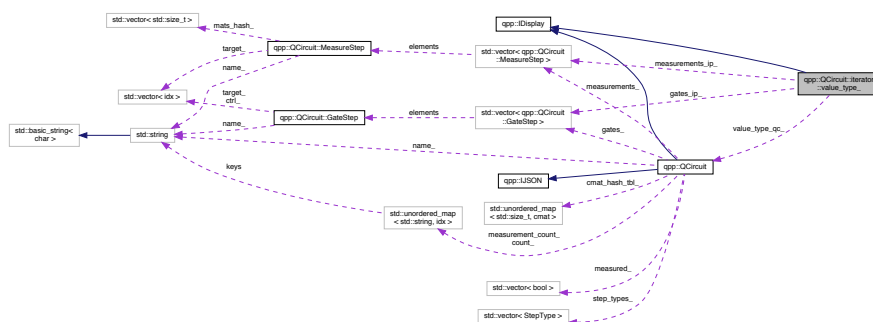 std::vector< std::size_t >
mats_hash_
qpp::QCircuit::MeasureStep
elements
std::vector< qpp::QCircuit
::MeasureStep >
qpp::IDisplay
measurements_ip_
qpp::QCircuit::iterator
::value_type_
target_
name_
std::vector< idx >
target_
ctrl_
qpp::QCircuit::GateStep
elements
std::vector< qpp::QCircuit
::GateStep >
measurements_
gates_ip_
gates_
value_type_qc_
std::basic_string<
char >
std::string
name_
name_
qpp::QCircuit
keys
qpp::IJSON
cmat_hash_tbl_
std::unordered_map
< std::string, idx >
std::unordered_map
< std::size_t, cmat >
measurement_count_
count_
measured_
std::vector< bool >
step_types_
std::vector< StepType >